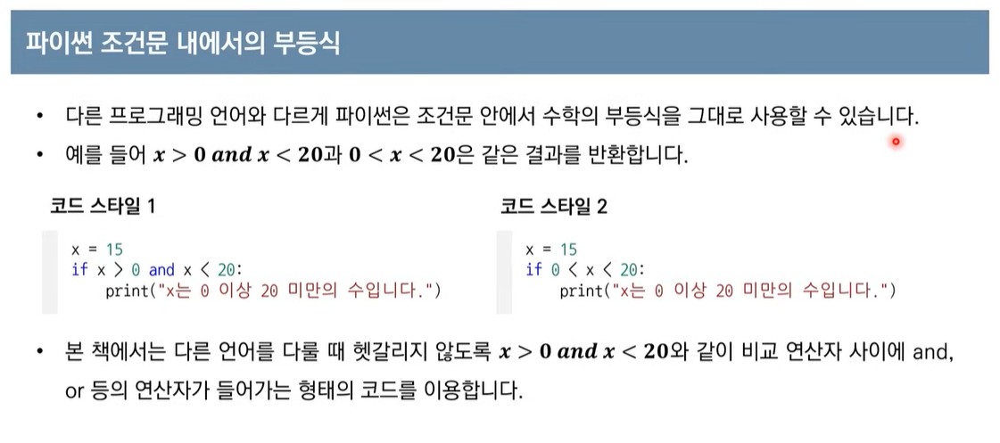 파이썬 조건문 내에서의 부등식
• 다른 프로그래밍 언어와 다르게 파이썬은 조건문 안에서 수학의 부등식을 그대로 사용할 수 있습니다.
• 예를 들어 x > 0 and x < 20과 0 < x < 20은 같은 결과를 반환합니다.
코드 스타일 1
x = 15
if x > 0 and x < 20:
    print("x는 0 이상 20 미만의 수입니다.")
코드 스타일 2
x = 15
if 0 < x < 20:
    print("x는 0 이상 20 미만의 수입니다.")
• 본 책에서는 다른 언어를 다룰 때 헷갈리지 않도록 x > 0 and x < 20와 같이 비교 연산자 사이에 and,
or 등의 연산자가 들어가는 형태의 코드를 이용합니다.